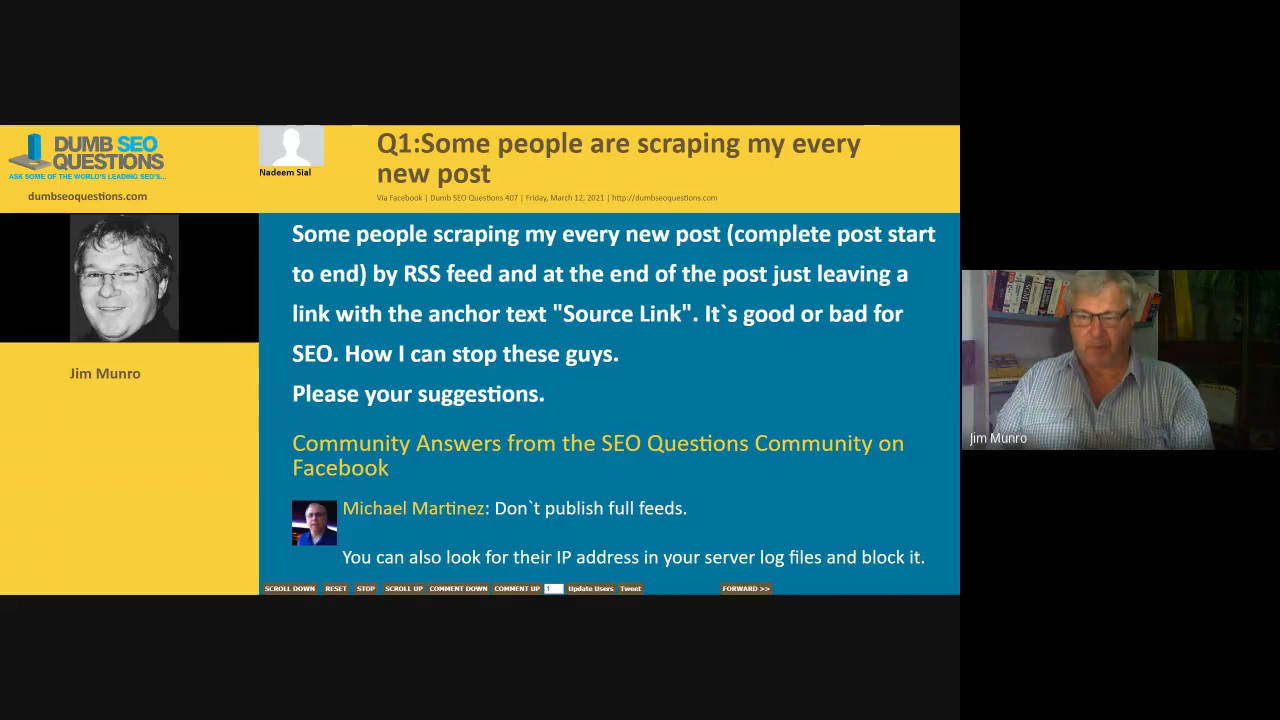 DUMB SEO
QUESTIONS
ASK SOME OF THE WORLD'S LEADING SEO'S...
dumbseoquestions.com
Nadeem Sial
Q1:Some people are scraping my every
new post
Via Facebook | Dumb SEO Questions 407 | Friday, March 12, 2021 | http://dumbseoquestions.com
Jim Munro
Some people scraping my every new post (complete post start
to end) by RSS feed and at the end of the post just leaving a
link with the anchor text "Source Link". It`s good or bad for
SEO. How I can stop these guys.
Please your suggestions.
Community Answers from the SEO Questions Community on
Facebook
Michael Martinez: Don`t publish full feeds.
You can also look for their IP address in your server log files and block it.
SCROLL DOWN RESET STOP SCROLL UP COMMENT DOWN COMMENT UP 1 Update Users Tweet FORWARD >>
Jim Munro